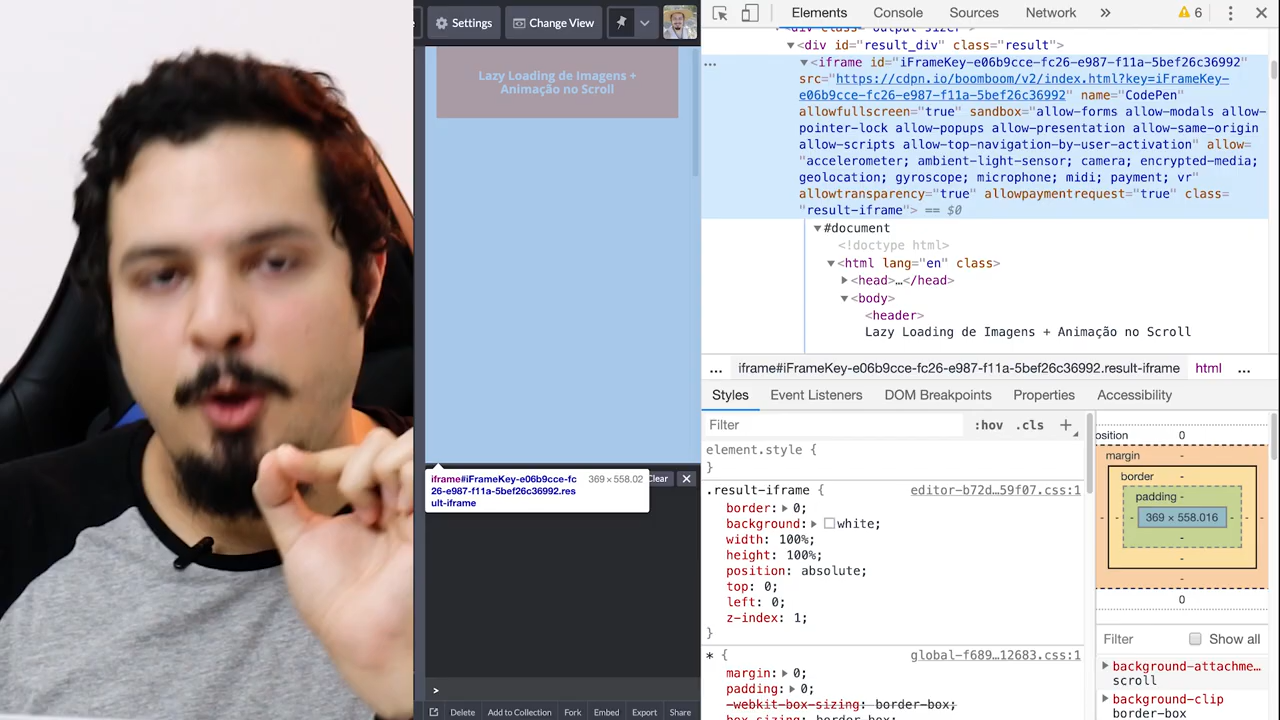 Settings
Change View
Elements
Console
Sources
Network
»
6
Lazy Loading de Imagens +
Animação no Scroll
<div id="result_div" class="result">
<iframe id="iFrameKey-e06b9cce-fc26-e987-f11a-5bef26c36992"
src="https://cdpn.io/boomboom/v2/index.html?key=iFrameKey-
e06b9cce-fc26-e987-f11a-5bef26c36992" name="CodePen"
allowfullscreen="true" sandbox="allow-forms allow-modals allow-
pointer-lock allow-popups allow-presentation allow-same-origin
allow-scripts allow-top-navigation-by-user-activation" allow=
"accelerometer; ambient-light-sensor; camera; encrypted-media;
geolocation; gyroscope; microphone; midi; payment; vr"
allowtransparency="true" allowpaymentrequest="true" class=
"result-iframe"> == $0
#document
<!doctype html>
<html lang="en" class>
<head>…</head>
<body>
<header>
Lazy Loading de Imagens + Animação no Scroll
... iframe#iFrameKey-e06b9cce-fc26-e987-f11a-5bef26c36992.result-iframe html ...
Styles
Event Listeners
DOM Breakpoints
Properties
Accessibility
Filter
:hov .cls +
element.style {
}
.result-iframe { editor-b72d…59f07.css:1
border: 0;
background: white;
width: 100%;
height: 100%;
position: absolute;
top: 0;
left: 0;
z-index: 1;
}
* { global-f689…12683.css:1
margin: 0;
padding: 0;
-webkit-box-sizing: border-box;
box-sizing: border-box;
osition 0
margin -
border -
padding -
369 × 558.016
-
-
-
0
Filter
Show all
background-attachme…
scroll
background-clip
border-box
iframe#iFrameKey-e06b9cce-fc 369 × 558.02
26-e987-f11a-5bef26c36992.res
ult-iframe
Clear
>
Delete
Add to Collection
Fork
Embed
Export
Share